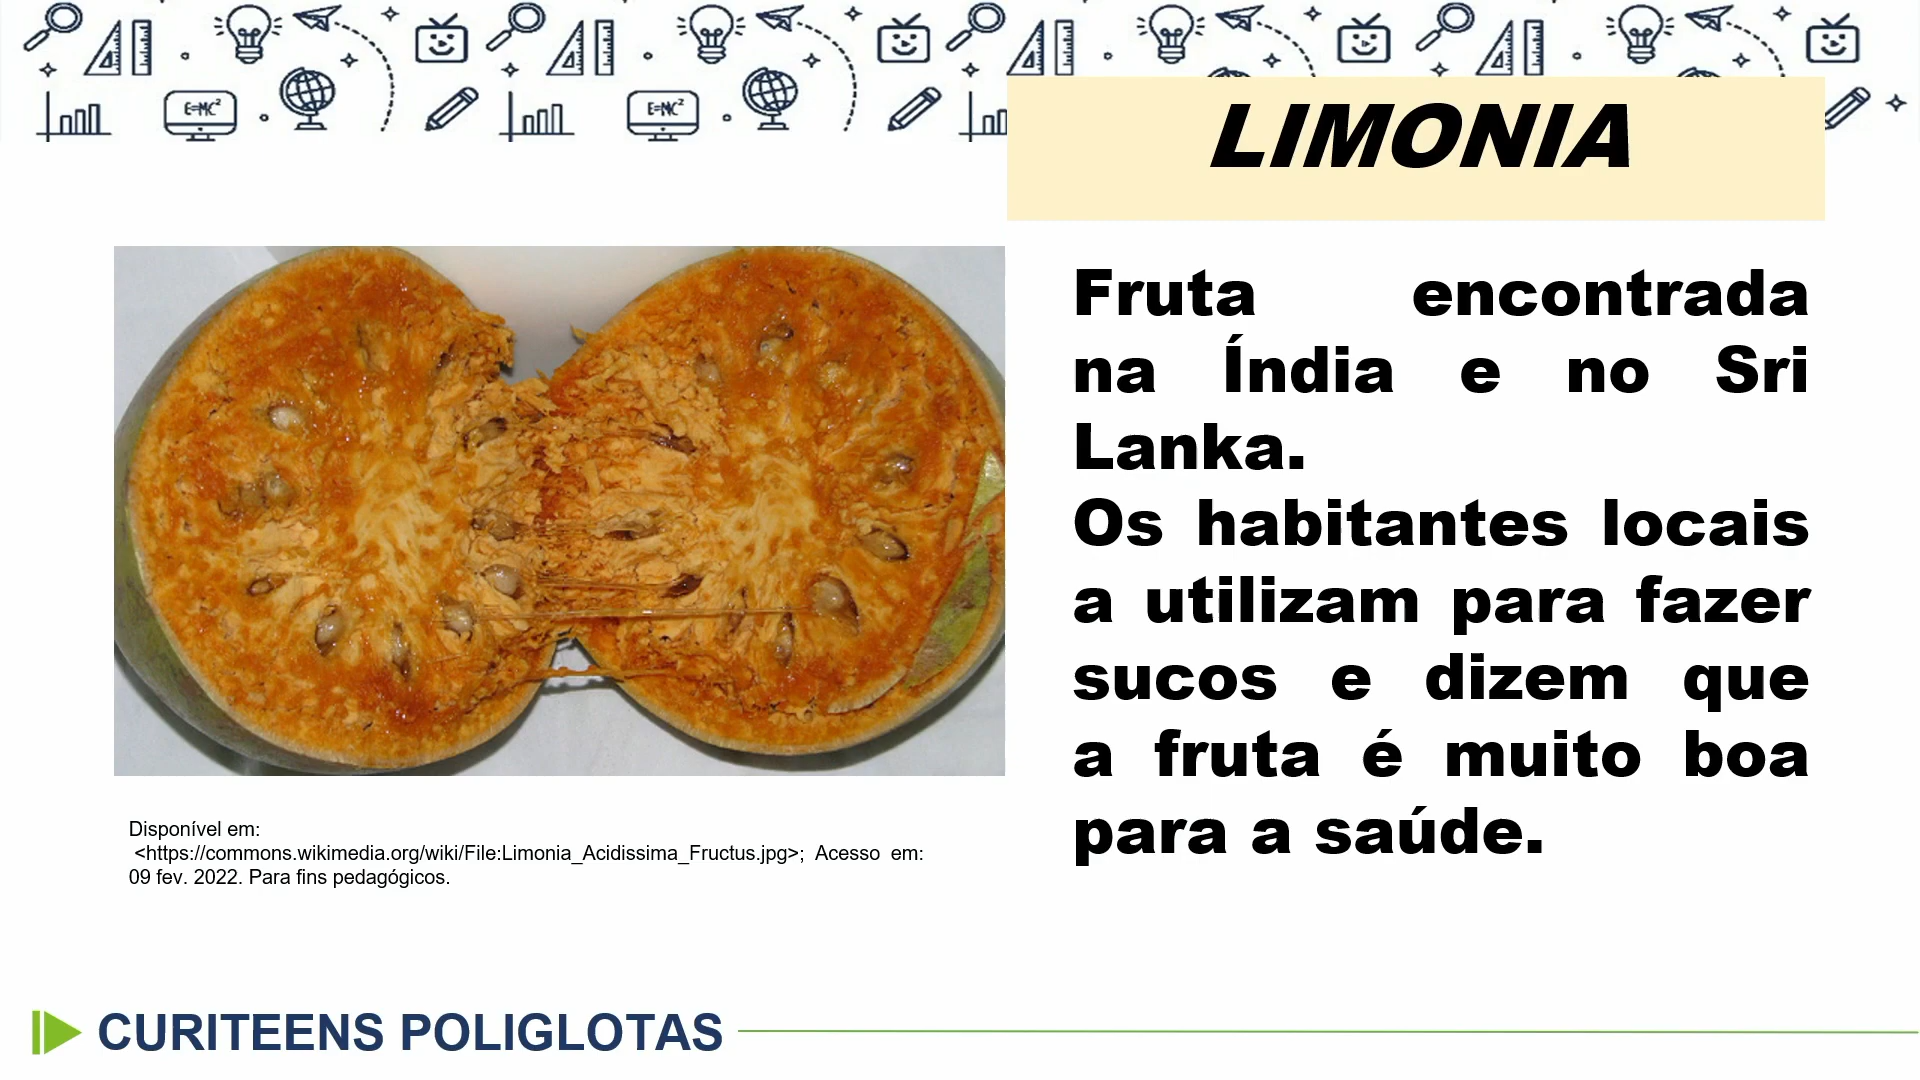 E=MC²
E=MC²
LIMONIA
Fruta encontrada
na Índia e no Sri
Lanka.
Os habitantes locais
a utilizam para fazer
sucos e dizem que
a fruta é muito boa
para a saúde.
Disponível em:
<https://commons.wikimedia.org/wiki/File:Limonia_Acidissima_Fructus.jpg>; Acesso em:
09 fev. 2022. Para fins pedagógicos.
CURITEENS POLIGLOTAS